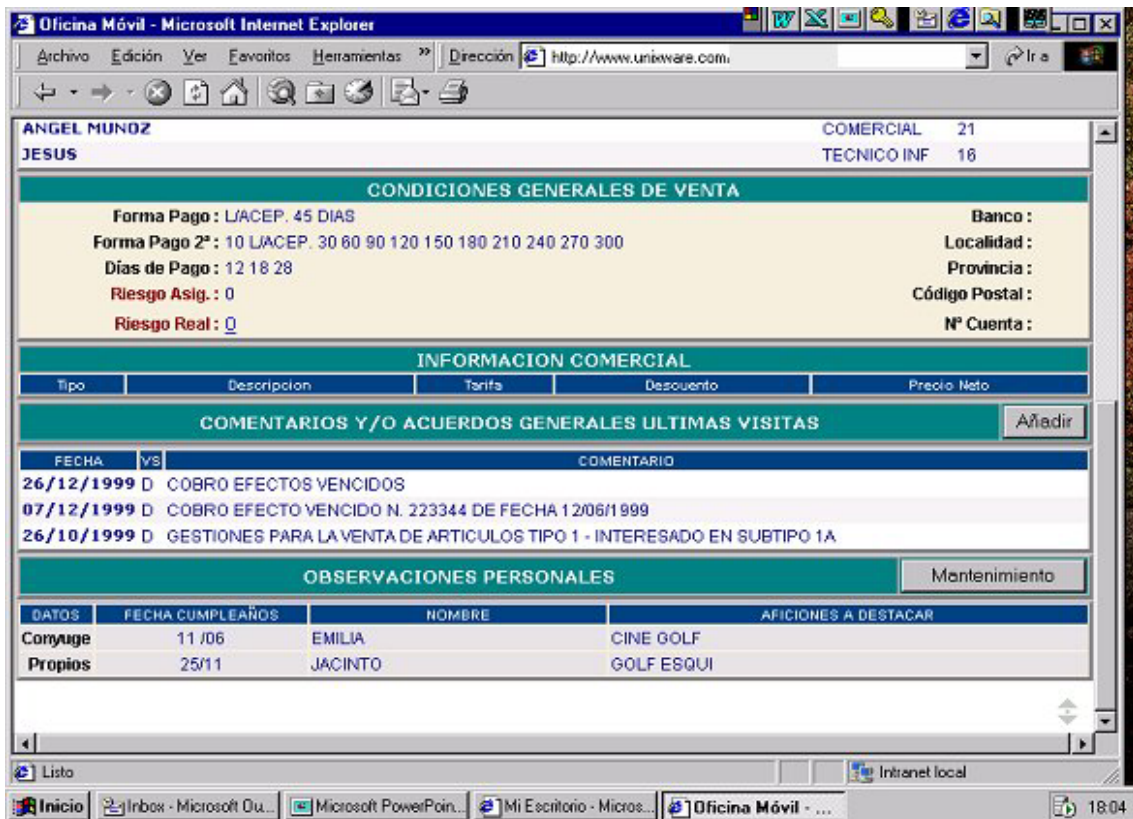 Oficina Móvil - Microsoft Internet Explorer
Archivo Edición Ver Favoritos Herramientas » Dirección http://www.unixware.com/ Ir a
ANGEL MUNOZ COMERCIAL 21
JESUS TECNICO INF 16
CONDICIONES GENERALES DE VENTA
Forma Pago : L/ACEP. 45 DIAS Banco :
Forma Pago 2ª : 10 L/ACEP. 30 60 90 120 150 180 210 240 270 300 Localidad :
Días de Pago : 12 18 28 Provincia :
Riesgo Asig. : 0 Código Postal :
Riesgo Real : 0 Nº Cuenta :
INFORMACION COMERCIAL
Tipo Descripcion Tarifa Descuento Precio Neto
COMENTARIOS Y/O ACUERDOS GENERALES ULTIMAS VISITAS Añadir
FECHA VS COMENTARIO
26/12/1999 D COBRO EFECTOS VENCIDOS
07/12/1999 D COBRO EFECTO VENCIDO N. 223344 DE FECHA 12/06/1999
26/10/1999 D GESTIONES PARA LA VENTA DE ARTICULOS TIPO 1 - INTERESADO EN SUBTIPO 1A
OBSERVACIONES PERSONALES Mantenimiento
DATOS FECHA CUMPLEAÑOS NOMBRE AFICIONES A DESTACAR
Conyuge 11 /06 EMILIA CINE GOLF
Propios 25/11 JACINTO GOLF ESQUI
Listo Intranet local
Inicio Inbox - Microsoft Ou... Microsoft PowerPoin... Mi Escritorio - Micros... Oficina Móvil - ... 18:04